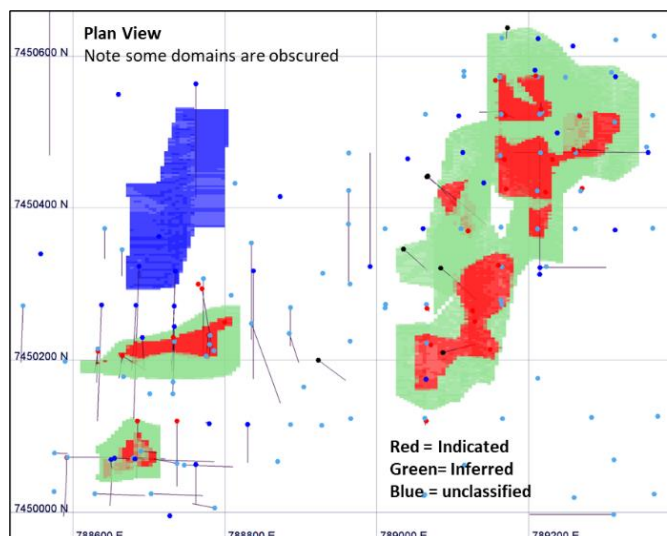 Plan View
Note some domains are obscured
7450600 N
7450400 N
7450200 N
7450000 N
Red = Indicated
Green= Inferred
Blue = unclassified
788600 E
788800 E
789000 E
789200 E